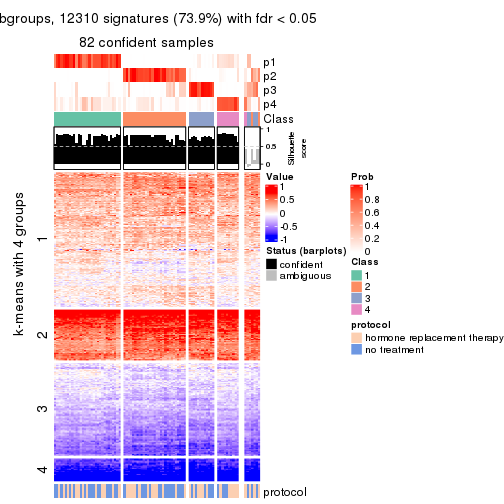 bgroups, 12310 signatures (73.9%) with fdr < 0.05
82 confident samples
p1
p2
p3
p4
Class
1
0.5
0
Silhouette
score
k-means with 4 groups
1
2
3
4
protocol
Value
1
0.5
0
-0.5
-1
Status (barplots)
confident
ambiguous
Prob
1
0.8
0.6
0.4
0.2
0
Class
1
2
3
4
protocol
hormone replacement therapy
no treatment